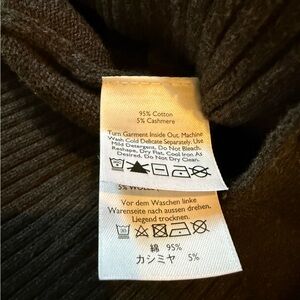 95% Cotton
5% Cashmere
Turn Garment Inside Out, Machine
Wash Cold Delicate Separately. Use
Mild Detergent, Do Not Bleach,
Reshape, Dry Flat, Cool Iron As
Desired, Do Not Dry Clean.
Vor dem Waschen linke
Warenseite nach aussen drehen.
Liegend trocknen.
綿 95%
カシミヤ 5%